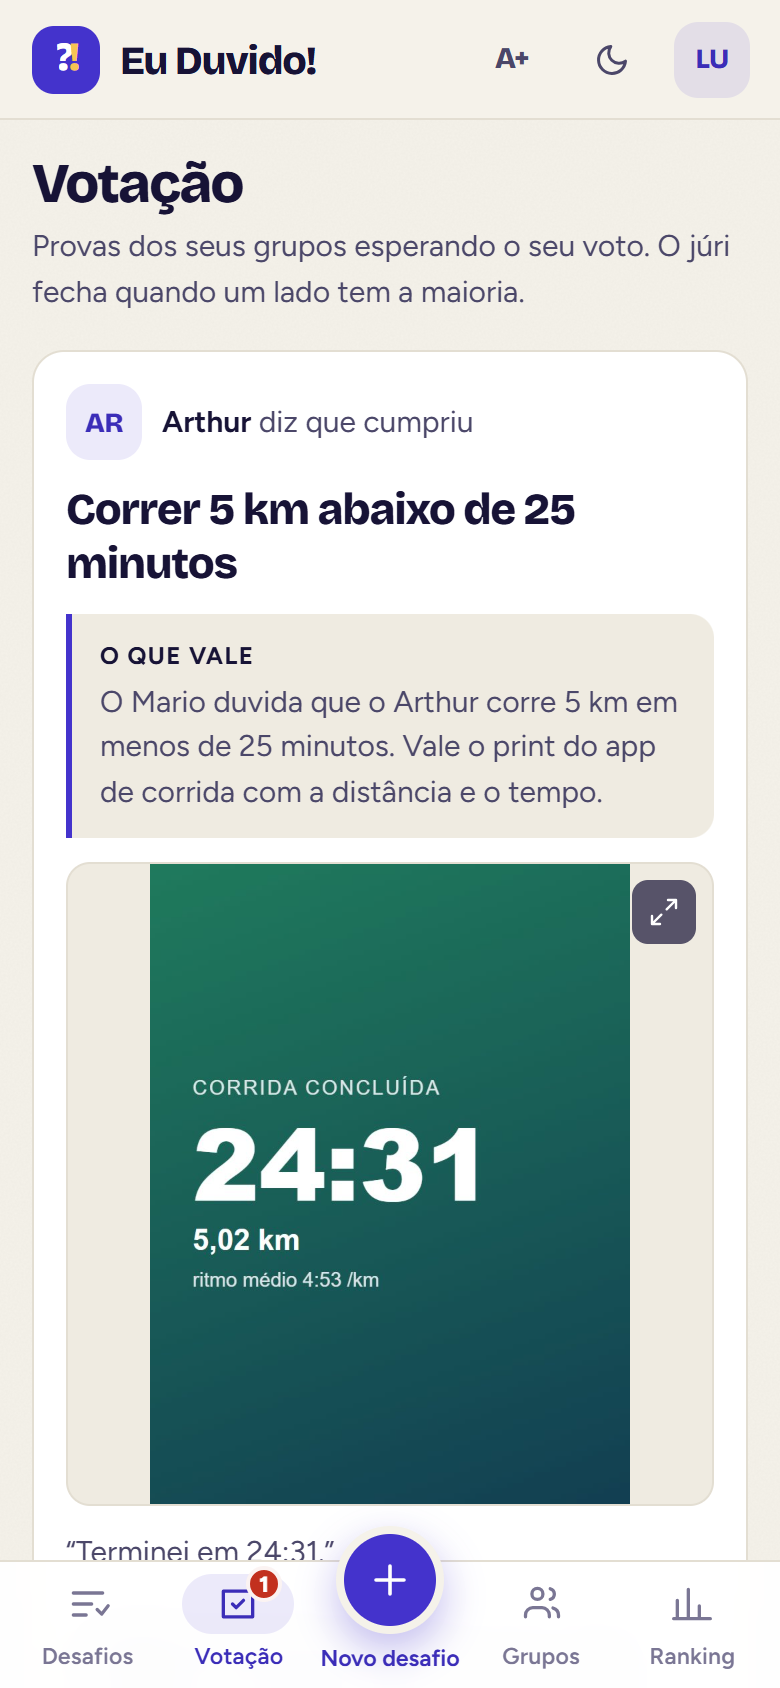 ?!
Eu Duvido!
A+
LU
Votação
Provas dos seus grupos esperando o seu voto. O júri
fecha quando um lado tem a maioria.
AR
Arthur diz que cumpriu
Correr 5 km abaixo de 25
minutos
O QUE VALE
O Mario duvida que o Arthur corre 5 km em
menos de 25 minutos. Vale o print do app
de corrida com a distância e o tempo.
CORRIDA CONCLUÍDA
24:31
5,02 km
ritmo médio 4:53 /km
“Terminei em 24:31.”
1
Desafios
Votação
Novo desafio
Grupos
Ranking